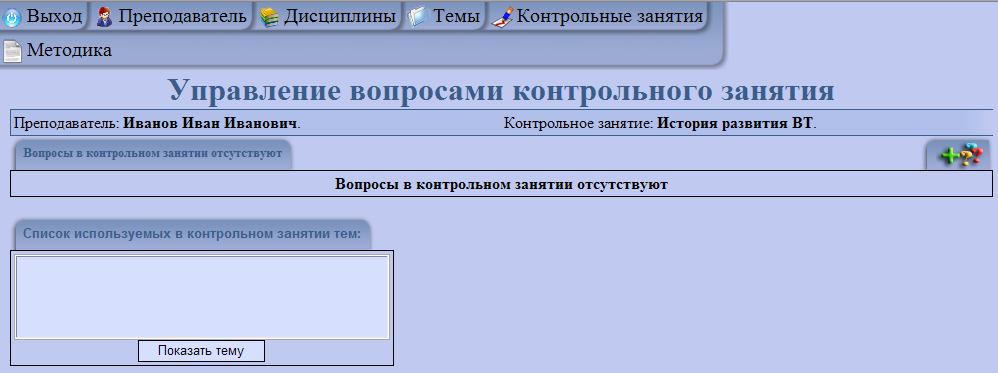 Выход Преподаватель Дисциплины Темы Контрольные занятия
Методика
Управление вопросами контрольного занятия
Преподаватель: Иванов Иван Иванович. Контрольное занятие: История развития ВТ.
Вопросы в контрольном занятии отсутствуют
Вопросы в контрольном занятии отсутствуют
Список используемых в контрольном занятии тем:
Показать тему